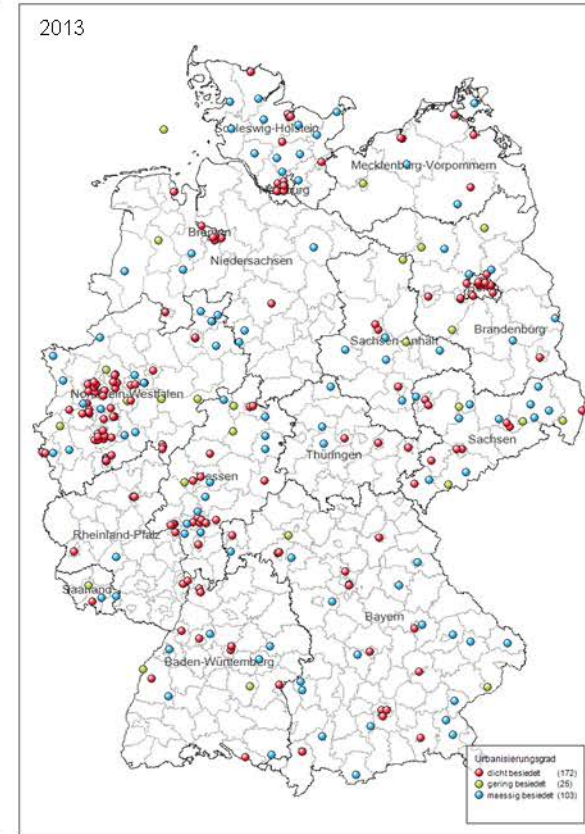 2013
Schleswig-Holstein
Mecklenburg-Vorpommern
Bremen
Niedersachsen
Brandenburg
Sachsen-Anhalt
Nordrhein-Westfalen
Sachsen
Thüringen
Hessen
Rheinland-Pfalz
Saarland
Bayern
Baden-Württemberg
Urbanisierungsgrad
dicht besiedelt (172)
gering besiedelt (25)
maessig besiedelt (103)